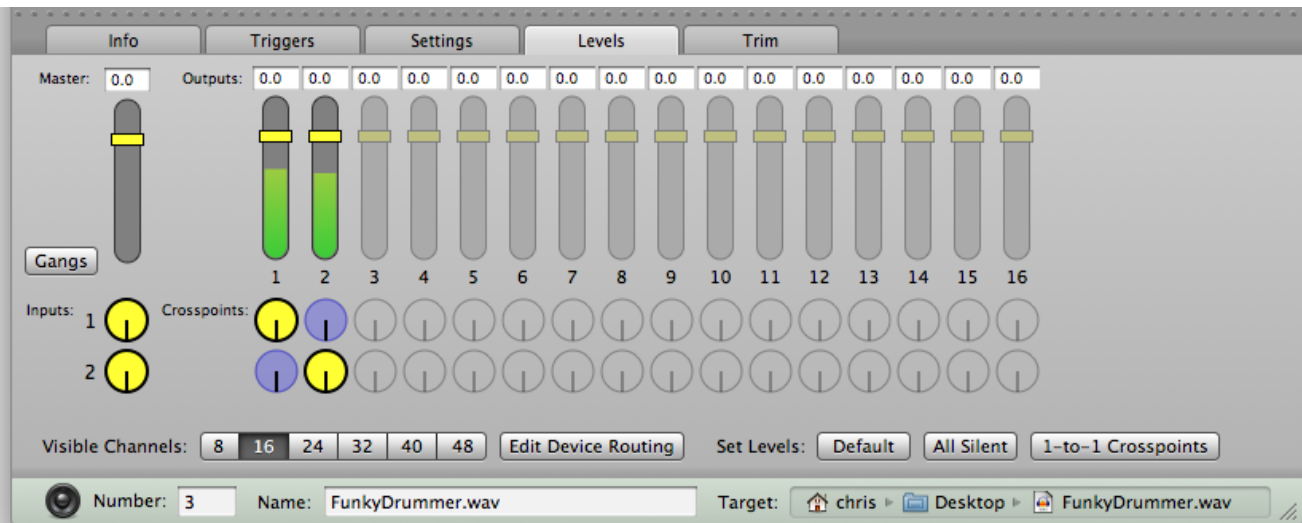 Info Triggers Settings Levels Trim
Master: 0.0 Outputs: 0.0 0.0 0.0 0.0 0.0 0.0 0.0 0.0 0.0 0.0 0.0 0.0 0.0 0.0 0.0 0.0
Gangs
1 2 3 4 5 6 7 8 9 10 11 12 13 14 15 16
Inputs: 1 Crosspoints:
2
Visible Channels: 8 16 24 32 40 48 Edit Device Routing Set Levels: Default All Silent 1-to-1 Crosspoints
Number: 3 Name: FunkyDrummer.wav Target: chris Desktop FunkyDrummer.wav